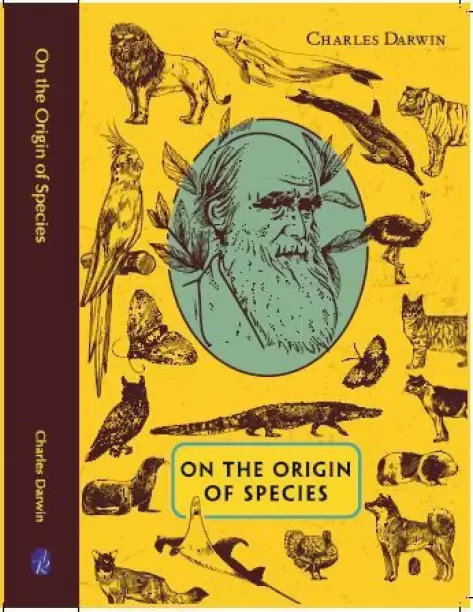 On the Origin of Species
Charles Darwin
CHARLES DARWIN
ON THE ORIGIN
OF SPECIES